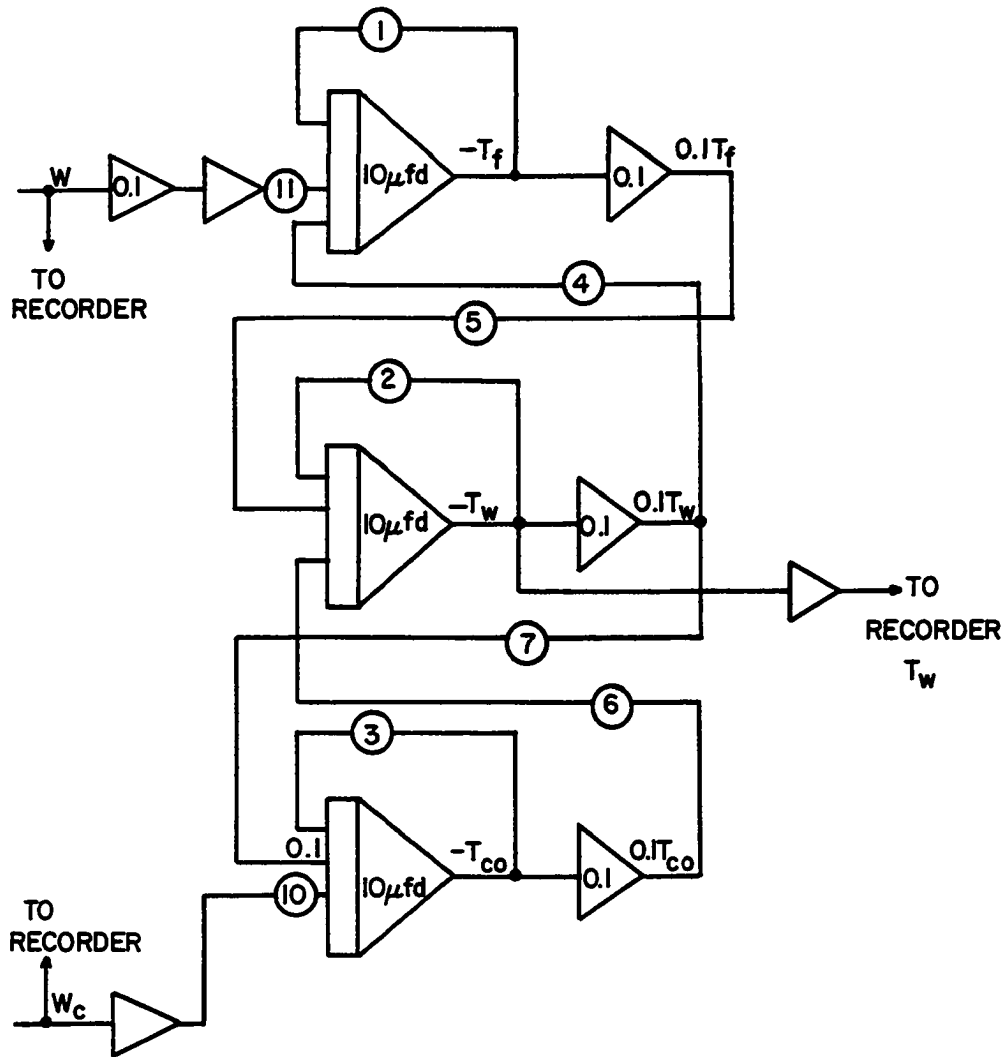 1
W
0.1
11
10μfd
-Tf
0.1
0.1Tf
TO
RECORDER
4
5
2
10μfd
-Tw
0.1
0.1Tw
TO
RECORDER
Tw
7
6
3
0.1
10μfd
-Tco
0.1
0.1Tco
10
TO
RECORDER
Wc